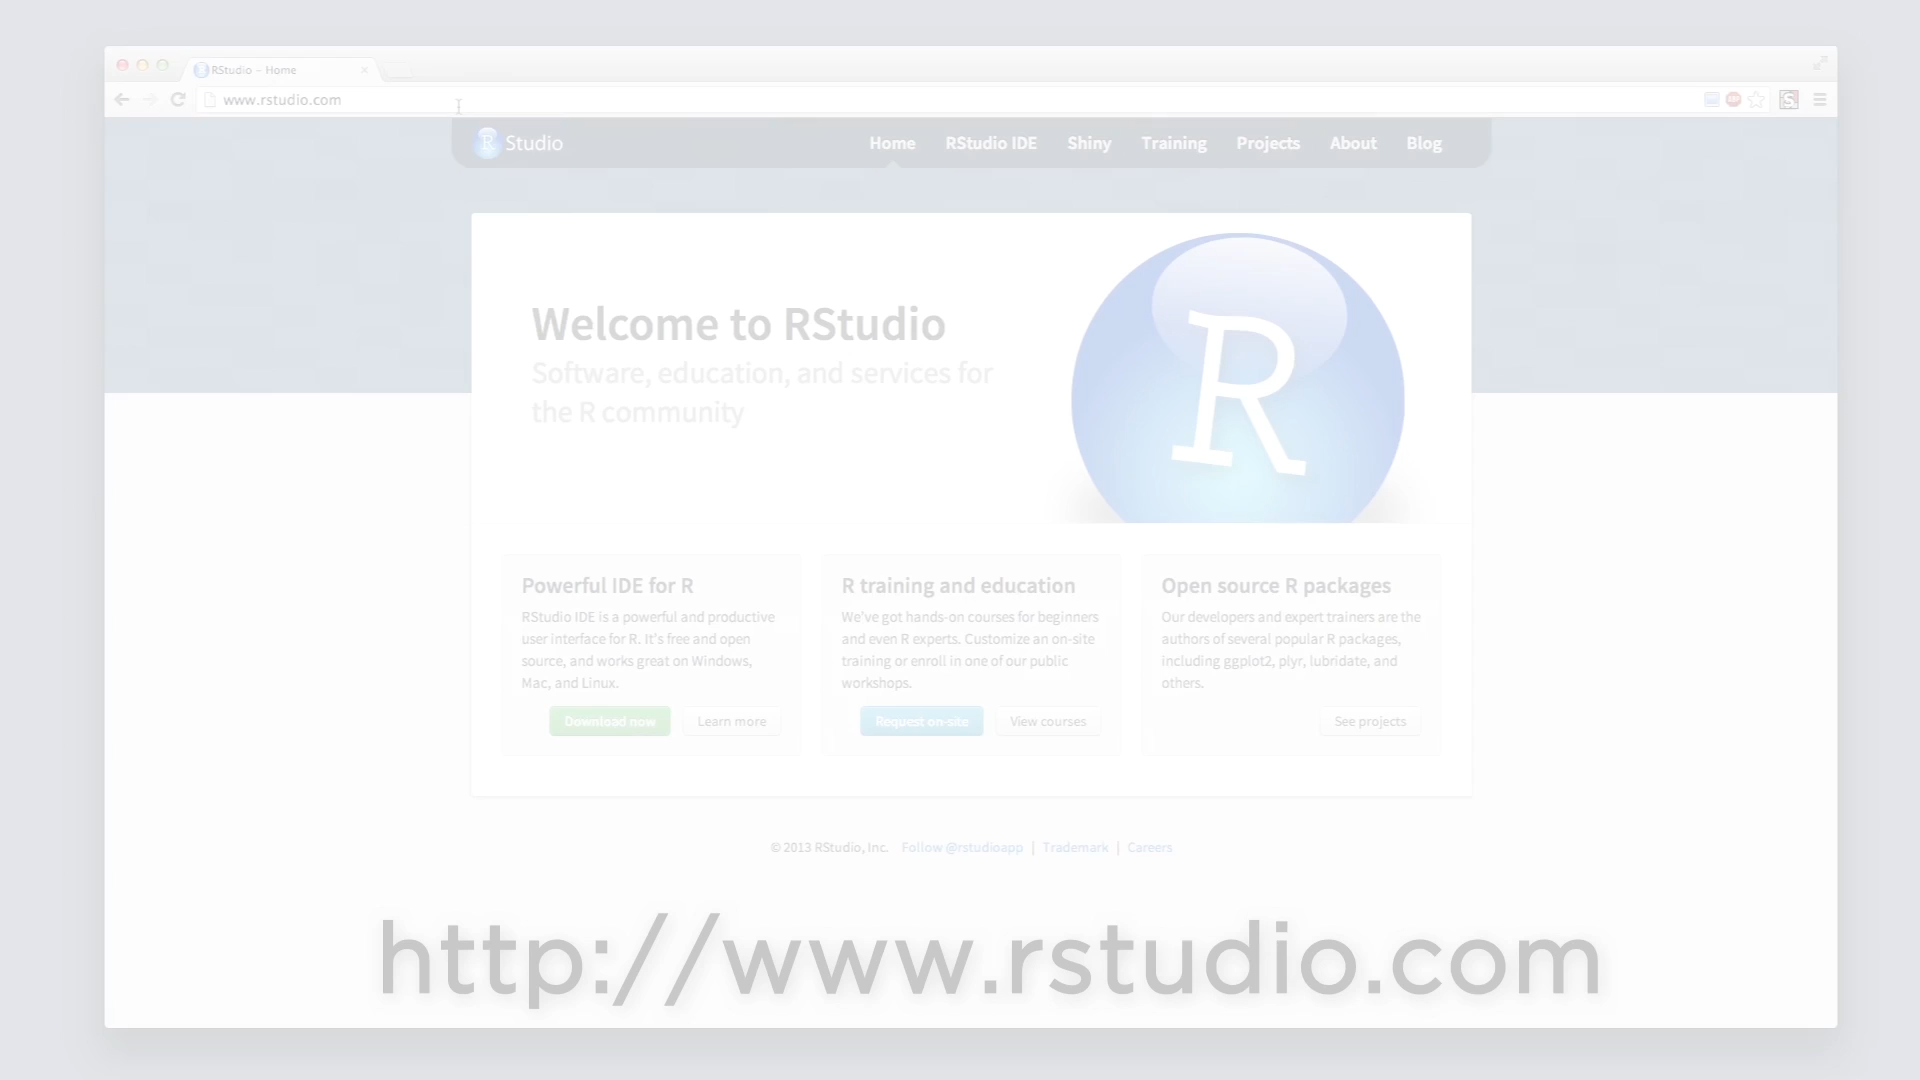 RStudio – Home
www.rstudio.com
R Studio
Home RStudio IDE Shiny Training Projects About Blog
Welcome to RStudio
Software, education, and services for
the R community
R
Powerful IDE for R
RStudio IDE is a powerful and productive
user interface for R. It's free and open
source, and works great on Windows,
Mac, and Linux.
Download now Learn more
R training and education
We've got hands-on courses for beginners
and even R experts. Customize an on-site
training or enroll in one of our public
workshops.
Request on-site View courses
Open source R packages
Our developers and expert trainers are the
authors of several popular R packages,
including ggplot2, plyr, lubridate, and
others.
See projects
© 2013 RStudio, Inc. Follow @rstudioapp | Trademark | Careers
http://www.rstudio.com